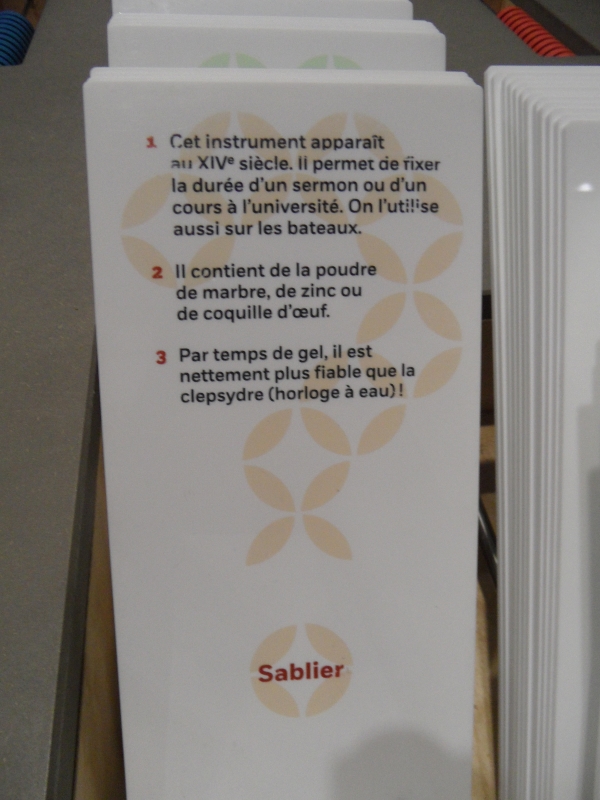 1 Cet instrument apparaît
au XIVe siècle. Il permet de fixer
la durée d'un sermon ou d'un
cours à l'université. On l'utilise
aussi sur les bateaux.
2 Il contient de la poudre
de marbre, de zinc ou
de coquille d'œuf.
3 Par temps de gel, il est
nettement plus fiable que la
clepsydre (horloge à eau) !
Sablier